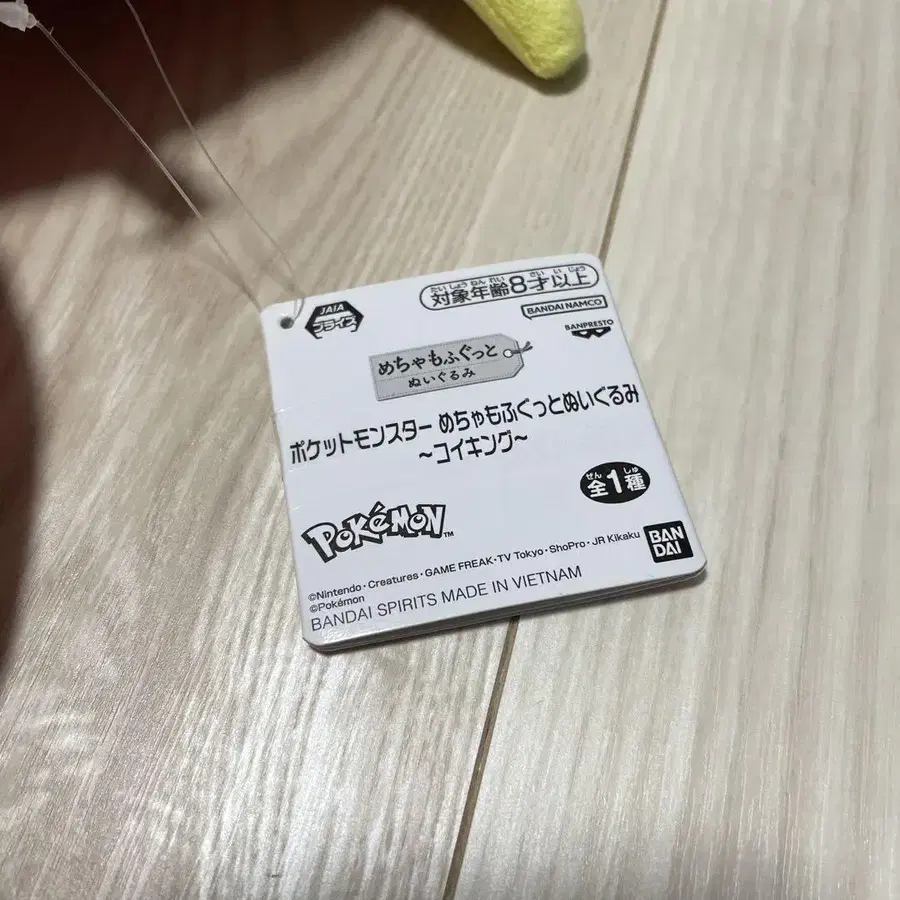 対象年齢8才以上
たいしょうねんれい さいいじょう
JAIA
プライズ
BANDAI NAMCO
BANPRESTO
めちゃもふぐっと
ぬいぐるみ
ポケットモンスター めちゃもふぐっとぬいぐるみ
~コイキング~
ぜん しゅ
全1種
POKéMON™
BAN
DAI
©Nintendo・Creatures・GAME FREAK・TV Tokyo・ShoPro・JR Kikaku
©Pokémon
BANDAI SPIRITS MADE IN VIETNAM